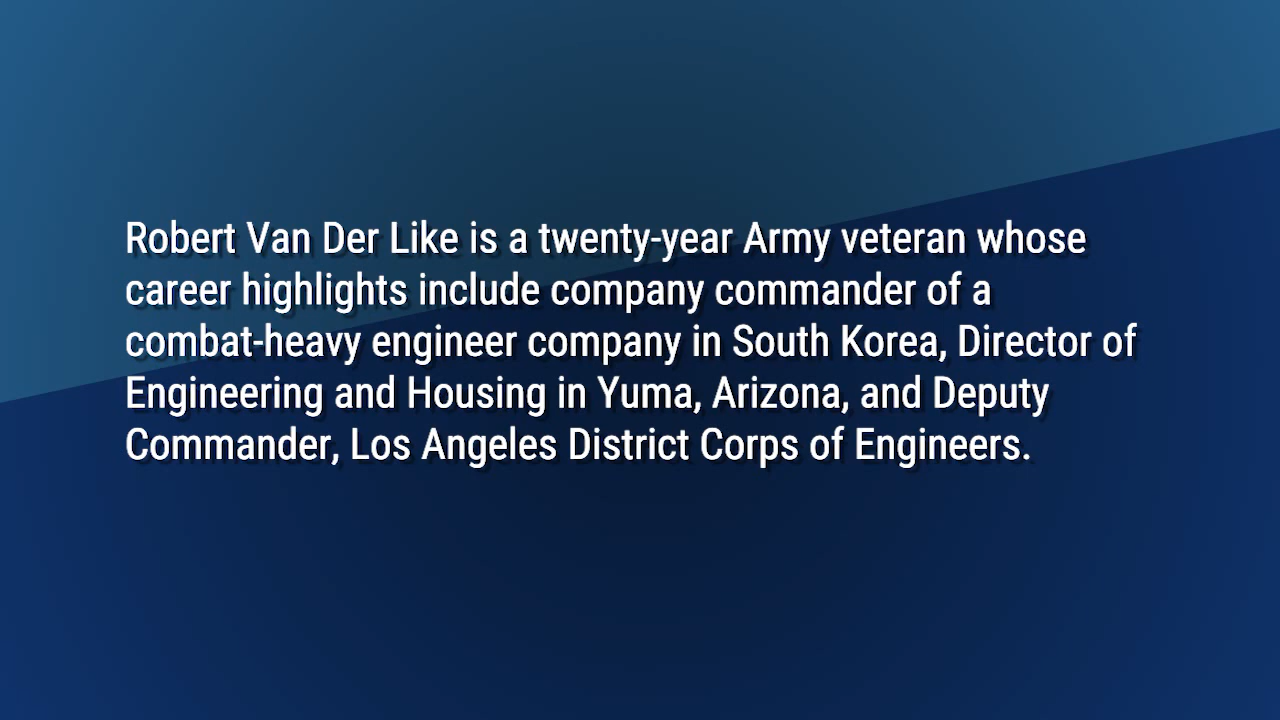 Robert Van Der Like is a twenty-year Army veteran whose
career highlights include company commander of a
combat-heavy engineer company in South Korea, Director of
Engineering and Housing in Yuma, Arizona, and Deputy
Commander, Los Angeles District Corps of Engineers.